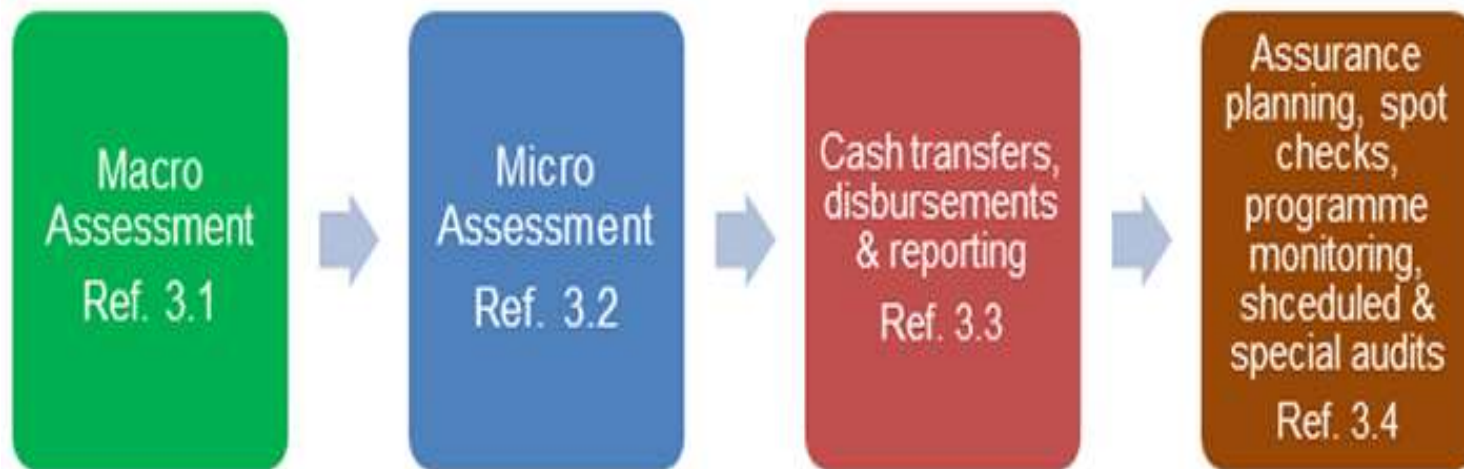 Macro
Assessment
Ref. 3.1
Micro
Assessment
Ref. 3.2
Cash transfers,
disbursements
& reporting
Ref. 3.3
Assurance
planning, spot
checks,
programme
monitoring,
shceduled &
special audits
Ref. 3.4